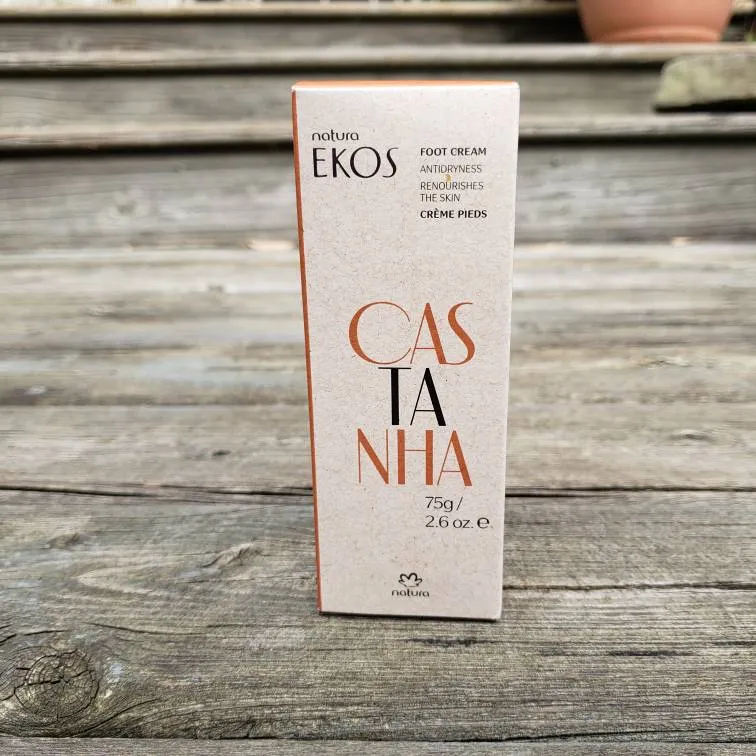 natura
EKOS
FOOT CREAM
ANTIDRYNESS
RENOURISHES
THE SKIN
CRÈME PIEDS
CAS
TA
NHA
75g/
2.6 oz. ℮
natura